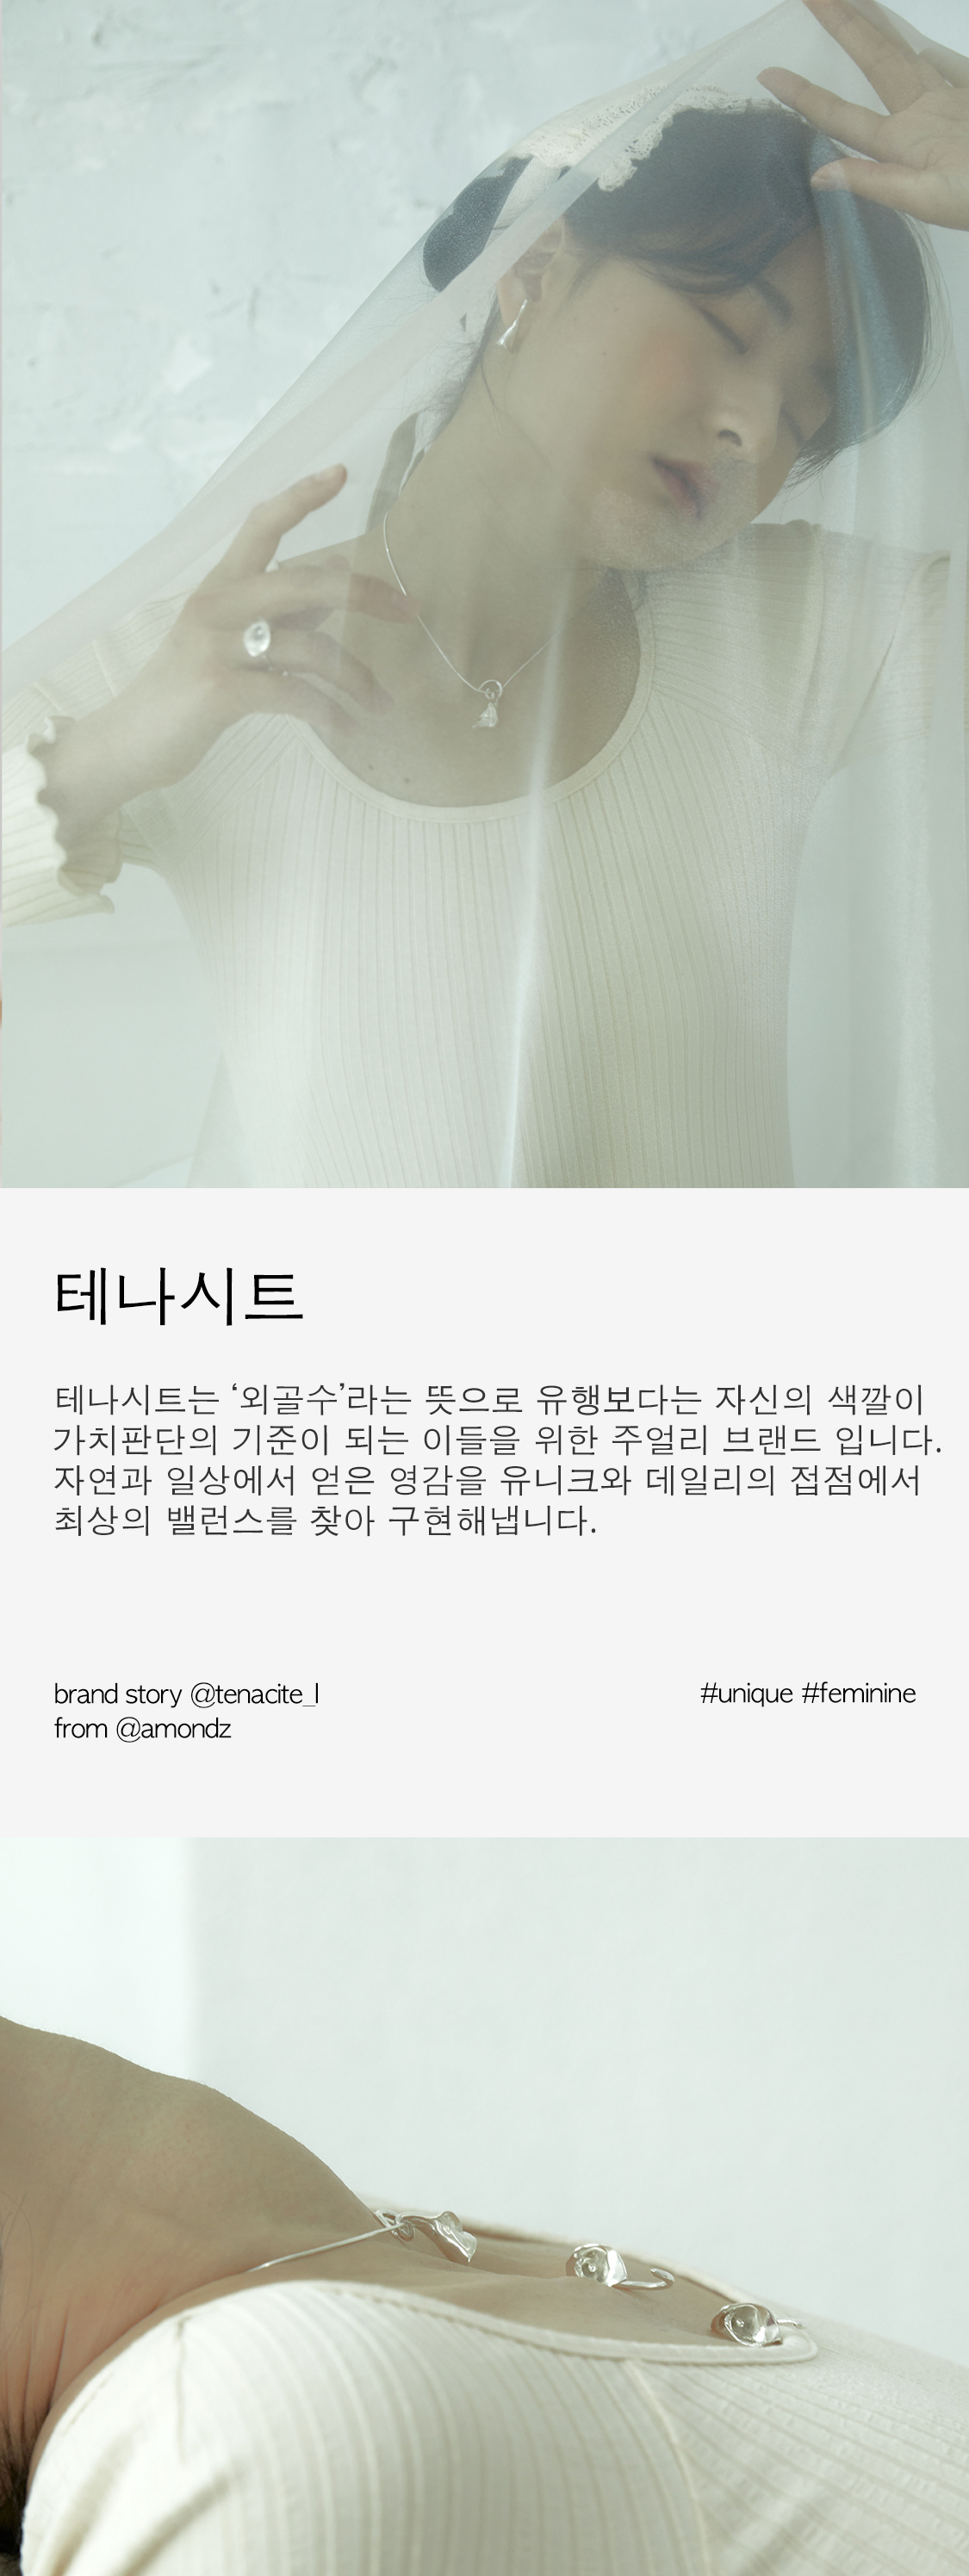 테나시트
테나시트는 ‘외골수’라는 뜻으로 유행보다는 자신의 색깔이
가치판단의 기준이 되는 이들을 위한 주얼리 브랜드 입니다.
자연과 일상에서 얻은 영감을 유니크와 데일리의 접점에서
최상의 밸런스를 찾아 구현해냅니다.
brand story @tenacite_l
from @amondz
#unique #feminine